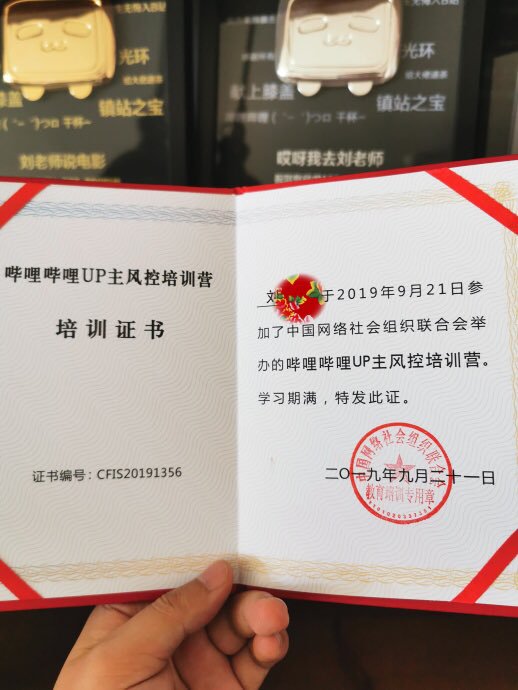 光环
献上膝盖
镇站之宝
膝盖
镇站之宝
刘老师说电影
哎呀我去刘老师
哔哩哔哩UP主风控培训营
培训证书
证书编号：CFIS20191356
刘
于2019年9月21日参
加了中国网络社会组织联合会举
办的哔哩哔哩UP主风控培训营。
学习期满，特发此证。
中国网络社会组织联合会
二〇一九年九月二十一日
教育培训专用章